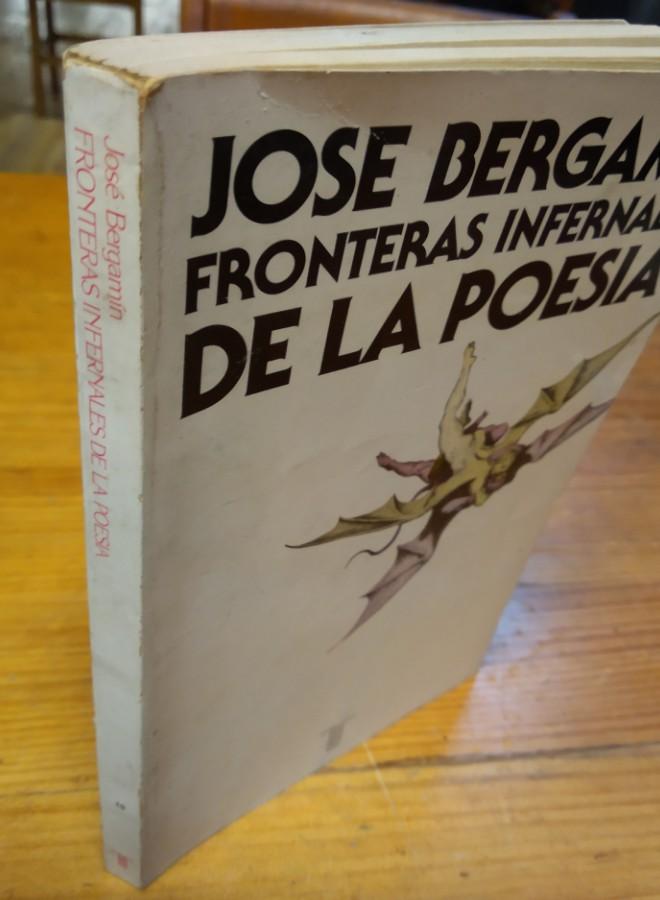 JOSE BERGAM
FRONTERAS INFERNAL
DE LA POESIA
José Bergamín
FRONTERAS INFERNALES DE LA POESIA